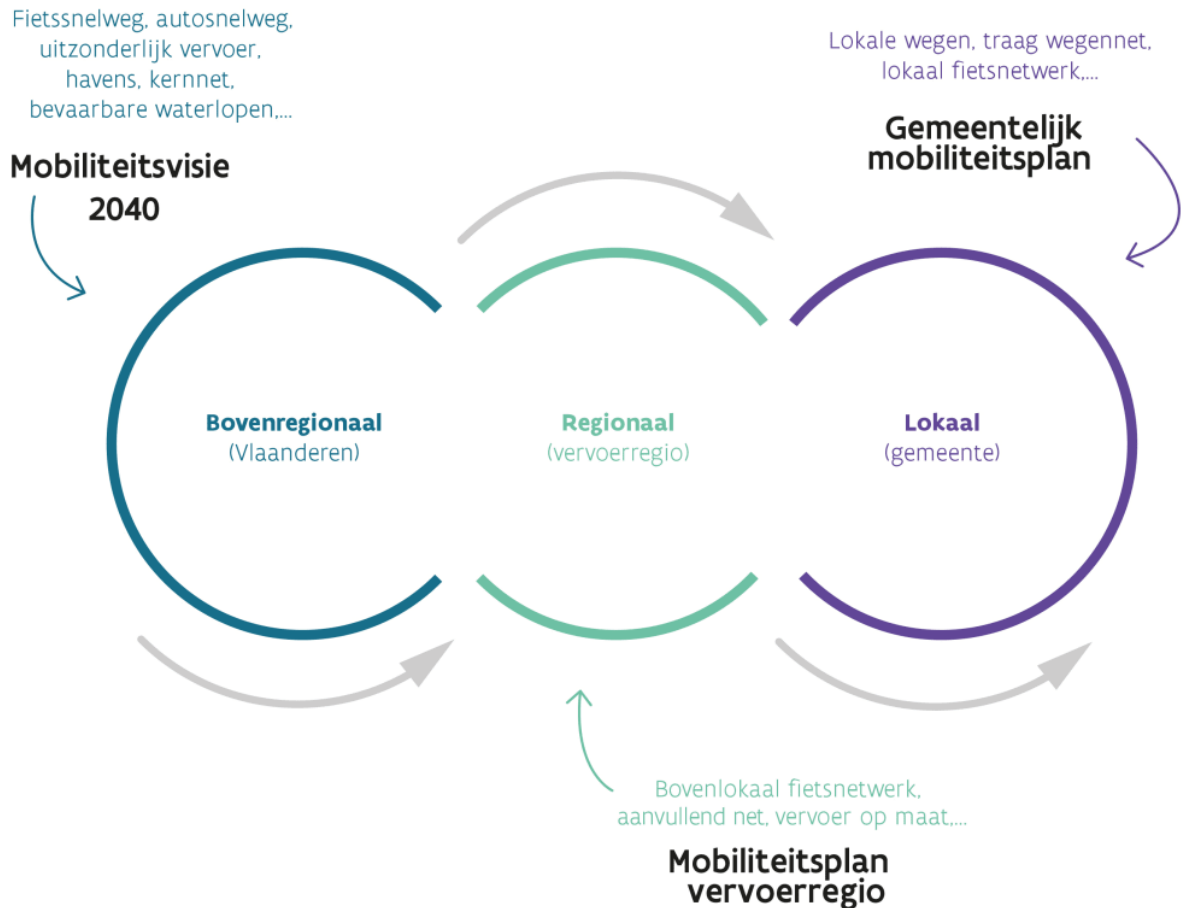 Fietssnelweg, autosnelweg,
uitzonderlijk vervoer,
havens, kernnet,
bevaarbare waterlopen,...
Mobiliteitsvisie
2040
Lokale wegen, traag wegennet,
lokaal fietsnetwerk,...
Gemeentelijk
mobiliteitsplan
Bovenregionaal
(Vlaanderen)
Regionaal
(vervoerregio)
Lokaal
(gemeente)
Bovenlokaal fietsnetwerk,
aanvullend net, vervoer op maat,...
Mobiliteitsplan
vervoerregio